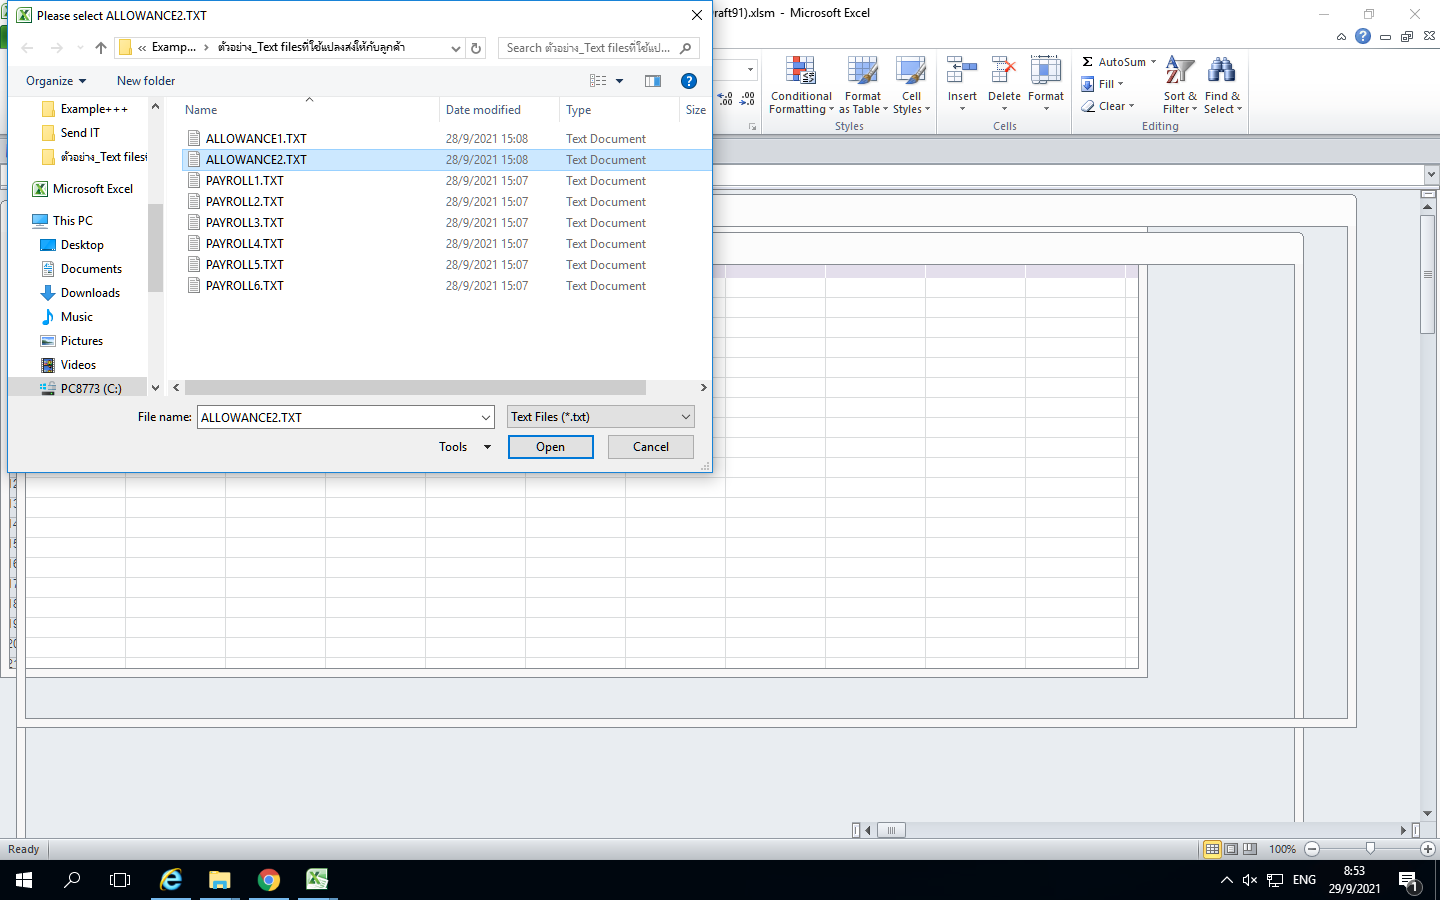 Please select ALLOWANCE2.TXT
raft91).xlsm - Microsoft Excel
« Examp... › ตัวอย่าง_Text filesที่ใช้แปลงส่งให้กับลูกค้า
Search ตัวอย่าง_Text filesที่ใช้แป...
Organize
New folder
Example+++
Send IT
ตัวอย่าง_Text files
Microsoft Excel
This PC
Desktop
Documents
Downloads
Music
Pictures
Videos
PC8773 (C:)
Name Date modified Type Size
ALLOWANCE1.TXT 28/9/2021 15:08 Text Document
ALLOWANCE2.TXT 28/9/2021 15:08 Text Document
PAYROLL1.TXT 28/9/2021 15:07 Text Document
PAYROLL2.TXT 28/9/2021 15:07 Text Document
PAYROLL3.TXT 28/9/2021 15:07 Text Document
PAYROLL4.TXT 28/9/2021 15:07 Text Document
PAYROLL5.TXT 28/9/2021 15:07 Text Document
PAYROLL6.TXT 28/9/2021 15:07 Text Document
File name: ALLOWANCE2.TXT
Text Files (*.txt)
Tools
Open
Cancel
Conditional Formatting
Format as Table
Cell Styles
Styles
Insert
Delete
Format
Cells
Σ AutoSum
Fill
Clear
Sort & Filter
Find & Select
Editing
.00
.00
20
Ready
100%
ENG
8:53
29/9/2021
1